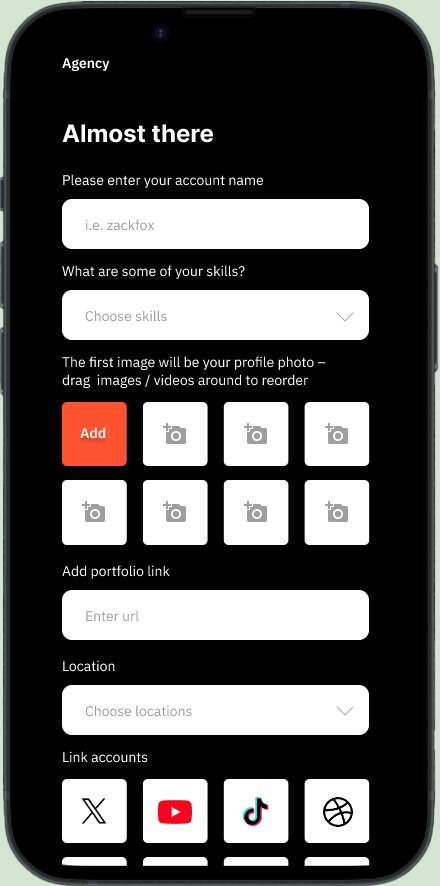 Agency
Almost there
Please enter your account name
i.e. zackfox
What are some of your skills?
Choose skills
The first image will be your profile photo –
drag  images / videos around to reorder
Add
Add portfolio link
Enter url
Location
Choose locations
Link accounts